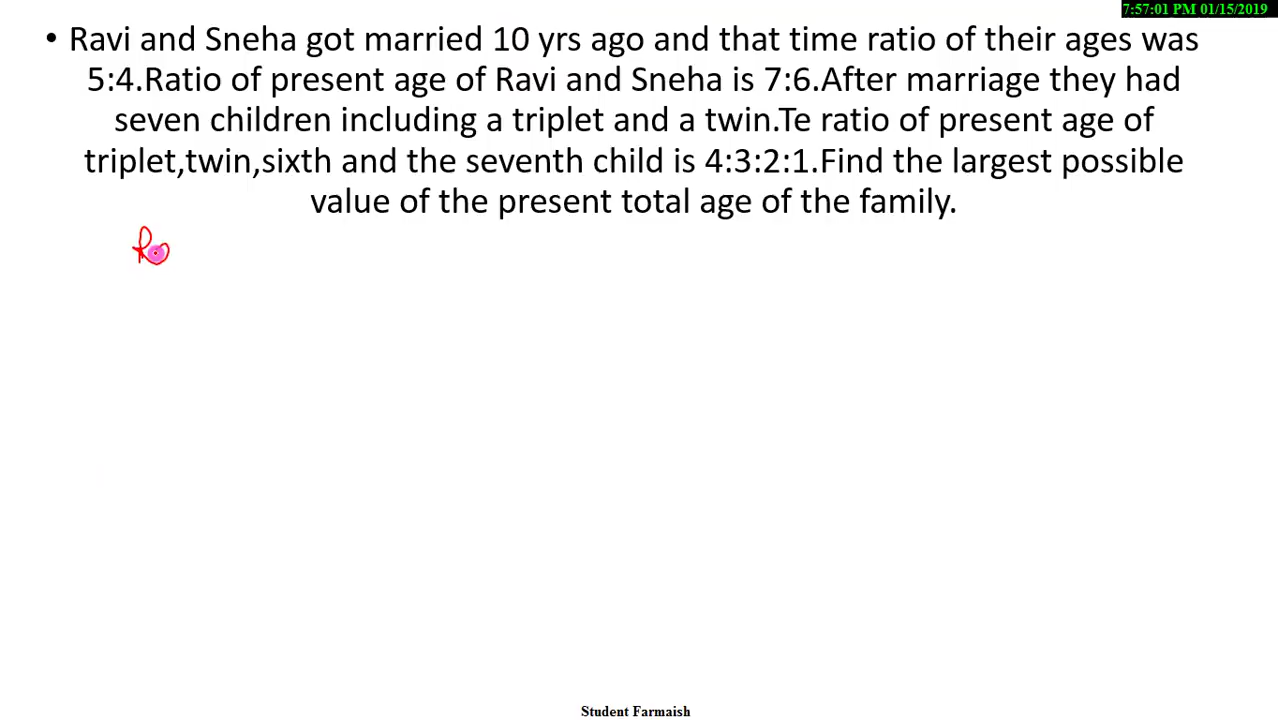 7:57:01 PM 01/15/2019
• Ravi and Sneha got married 10 yrs ago and that time ratio of their ages was
5:4.Ratio of present age of Ravi and Sneha is 7:6.After marriage they had
seven children including a triplet and a twin.Te ratio of present age of
triplet,twin,sixth and the seventh child is 4:3:2:1.Find the largest possible
value of the present total age of the family.
Student Farmaish